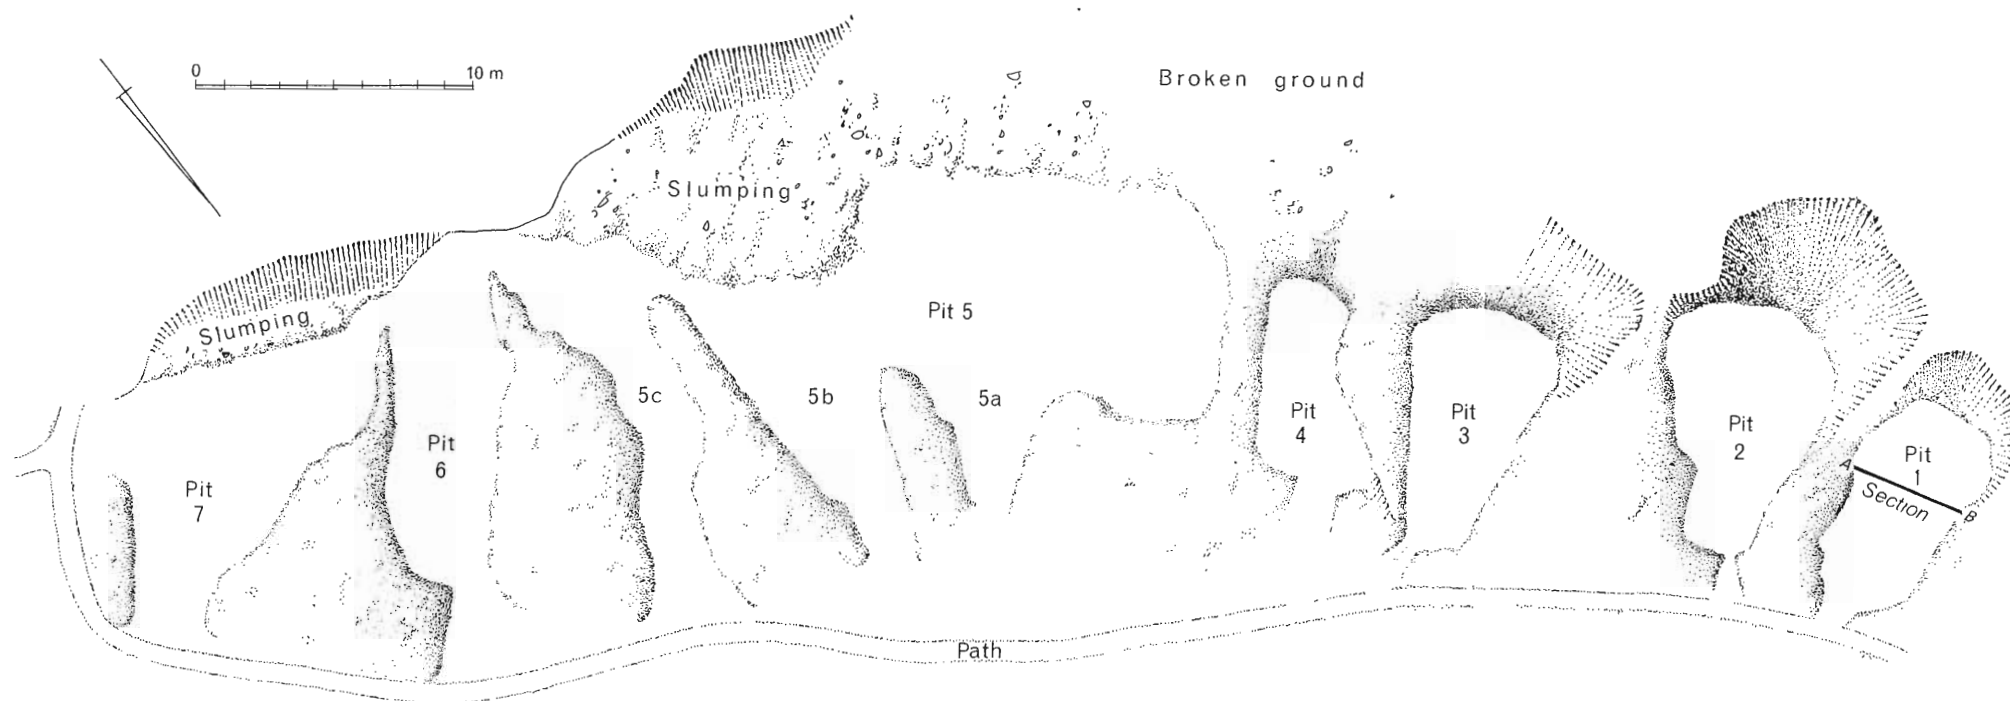 0 10 m
Broken ground
Slumping
Slumping
Pit 5
5c
5b
5a
Pit
4
Pit
3
Pit
2
Pit
1
A
Section
B
Pit
6
Pit
7
Path